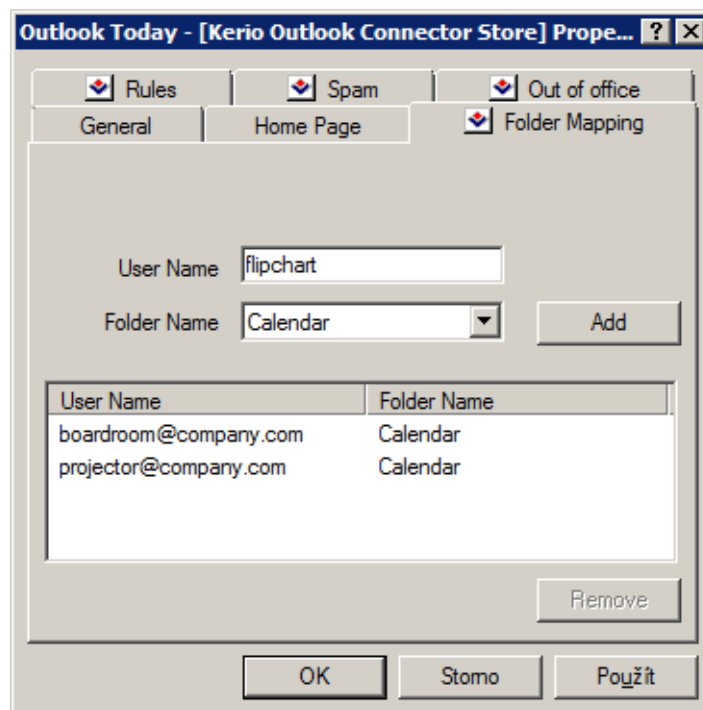 Outlook Today - [Kerio Outlook Connector Store] Prope... ?
Rules Spam Out of office
General Home Page Folder Mapping
User Name flipchart
Folder Name Calendar Add
User Name Folder Name
boardroom@company.com Calendar
projector@company.com Calendar
Remove
OK Storno Použít